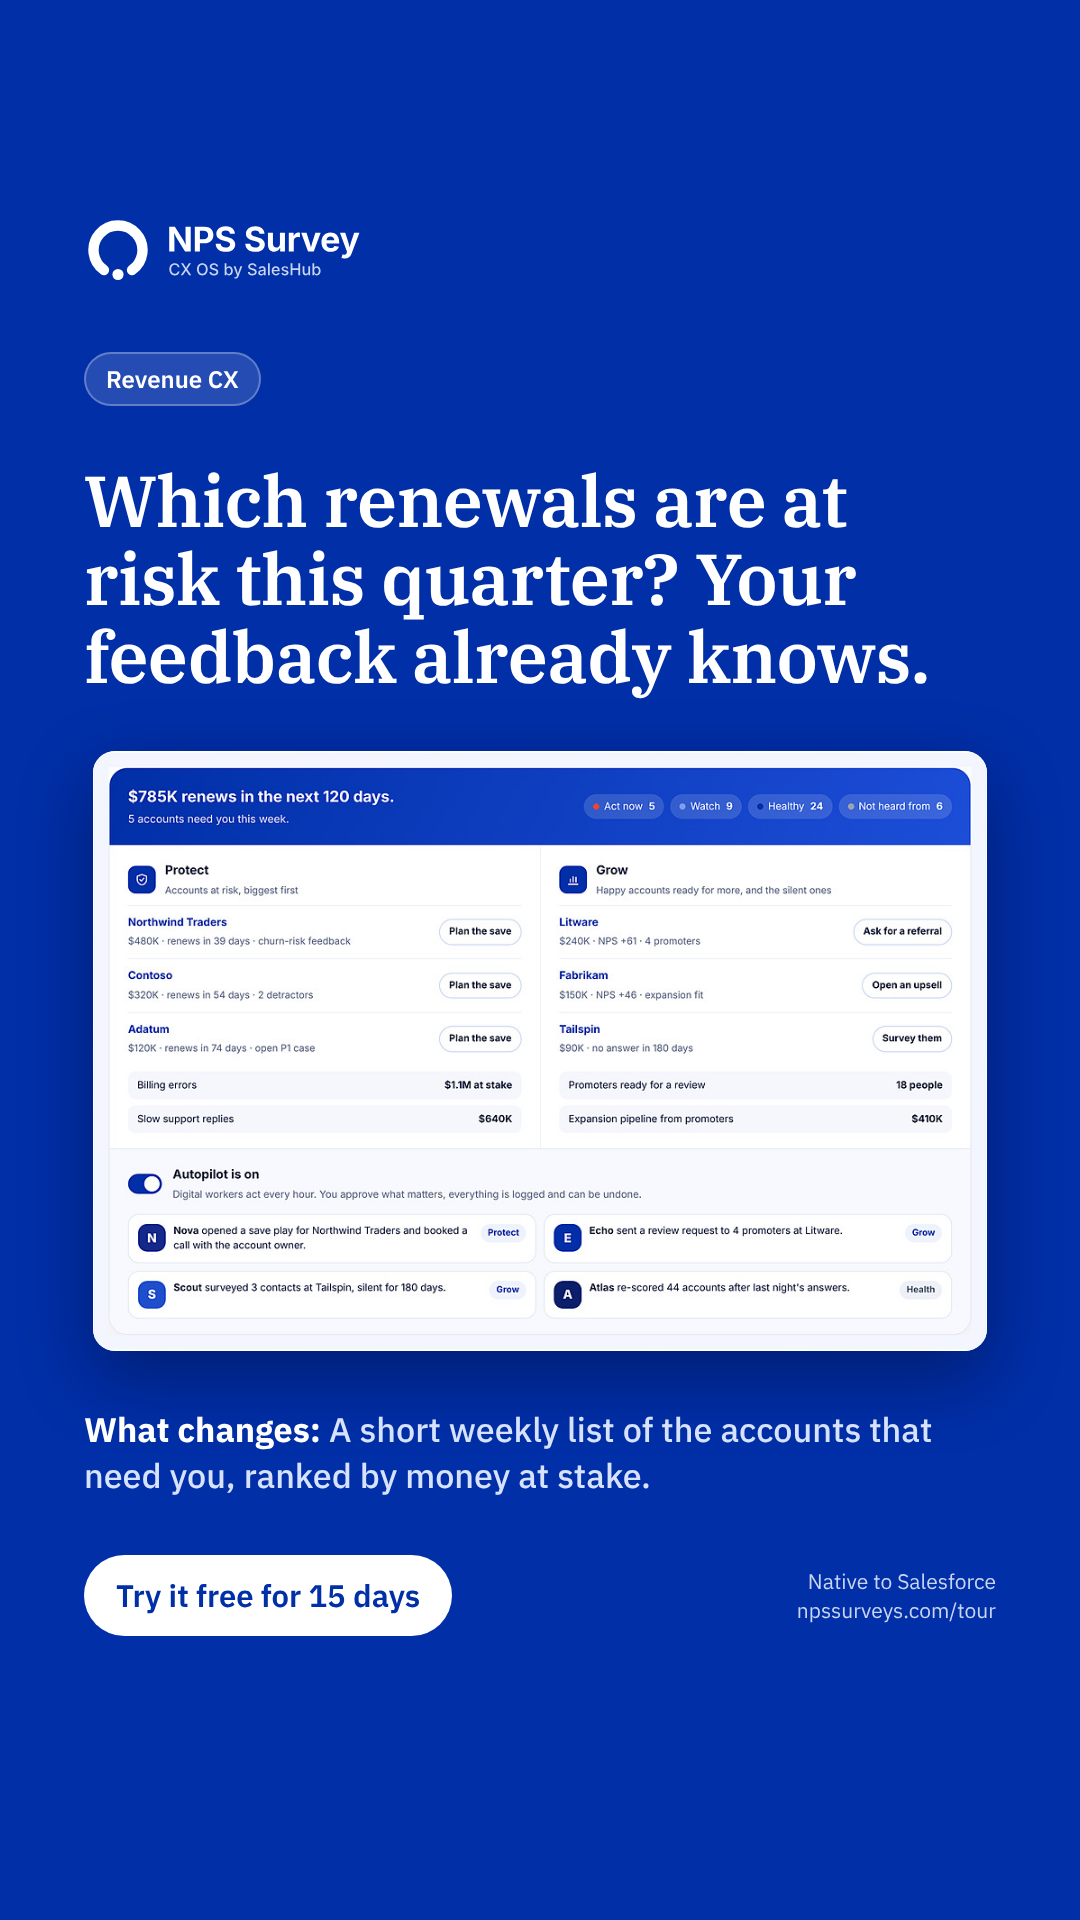 NPS Survey
CX OS by SalesHub
Revenue CX
Which renewals are at
risk this quarter? Your
feedback already knows.
$785K renews in the next 120 days.
5 accounts need you this week.
Act now 5
Watch 9
Healthy 24
Not heard from 6
Protect
Accounts at risk, biggest first
Northwind Traders
$480K · renews in 39 days · churn-risk feedback
Plan the save
Contoso
$320K · renews in 54 days · 2 detractors
Plan the save
Adatum
$120K · renews in 74 days · open P1 case
Plan the save
Billing errors
$1.1M at stake
Slow support replies
$640K
Grow
Happy accounts ready for more, and the silent ones
Litware
$240K · NPS +61 · 4 promoters
Ask for a referral
Fabrikam
$150K · NPS +46 · expansion fit
Open an upsell
Tailspin
$90K · no answer in 180 days
Survey them
Promoters ready for a review
18 people
Expansion pipeline from promoters
$410K
Autopilot is on
Digital workers act every hour. You approve what matters, everything is logged and can be undone.
N
Nova opened a save play for Northwind Traders and booked a
call with the account owner.
Protect
E
Echo sent a review request to 4 promoters at Litware.
Grow
S
Scout surveyed 3 contacts at Tailspin, silent for 180 days.
Grow
A
Atlas re-scored 44 accounts after last night's answers.
Health
What changes: A short weekly list of the accounts that
need you, ranked by money at stake.
Try it free for 15 days
Native to Salesforce
npssurveys.com/tour